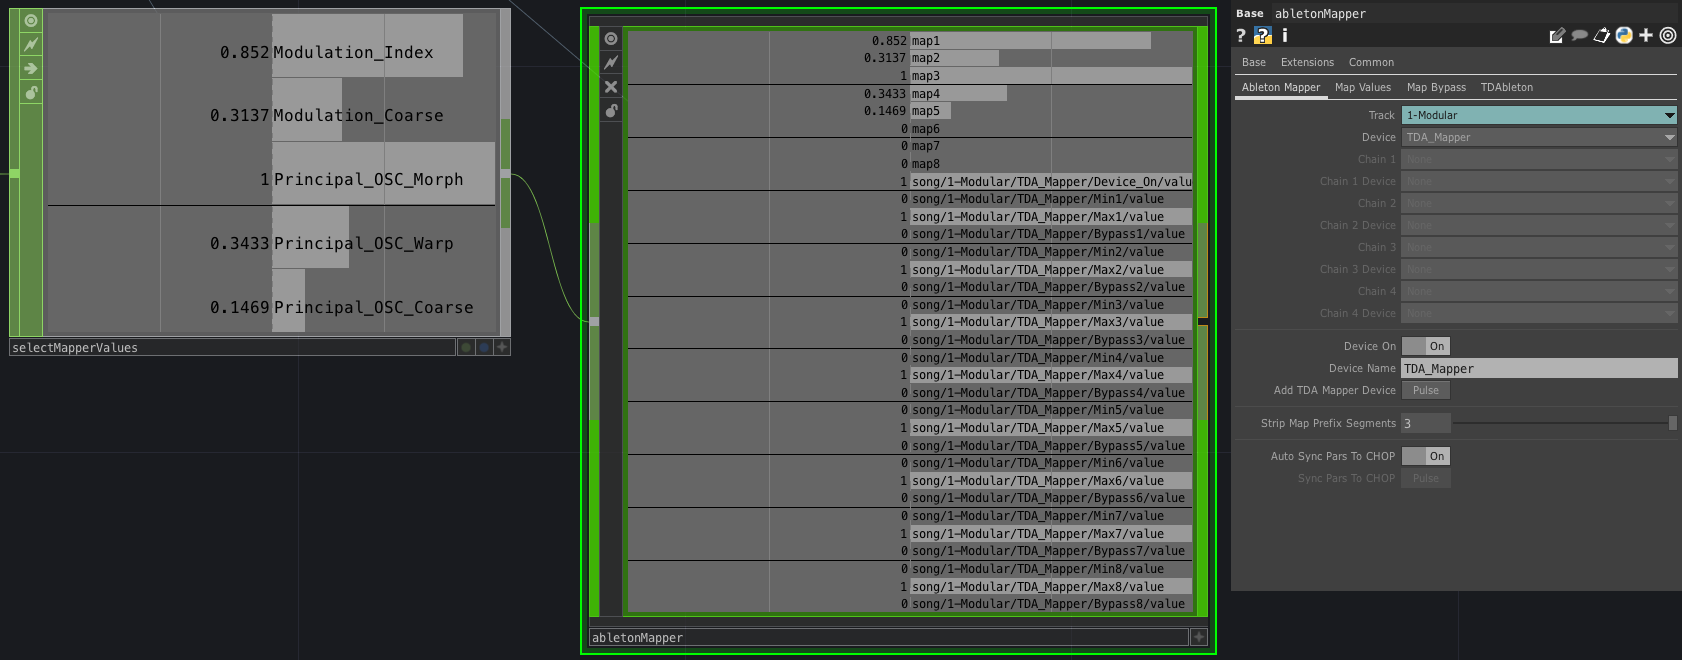 0.852 Modulation_Index
0.3137 Modulation_Coarse
1 Principal_OSC_Morph
0.3433 Principal_OSC_Warp
0.1469 Principal_OSC_Coarse
selectMapperValues
0.852 map1
0.3137 map2
1 map3
0.3433 map4
0.1469 map5
0 map6
0 map7
0 map8
1 song/1-Modular/TDA_Mapper/Device_On/valu
0 song/1-Modular/TDA_Mapper/Min1/value
1 song/1-Modular/TDA_Mapper/Max1/value
0 song/1-Modular/TDA_Mapper/Bypass1/value
0 song/1-Modular/TDA_Mapper/Min2/value
1 song/1-Modular/TDA_Mapper/Max2/value
0 song/1-Modular/TDA_Mapper/Bypass2/value
0 song/1-Modular/TDA_Mapper/Min3/value
1 song/1-Modular/TDA_Mapper/Max3/value
0 song/1-Modular/TDA_Mapper/Bypass3/value
0 song/1-Modular/TDA_Mapper/Min4/value
1 song/1-Modular/TDA_Mapper/Max4/value
0 song/1-Modular/TDA_Mapper/Bypass4/value
0 song/1-Modular/TDA_Mapper/Min5/value
1 song/1-Modular/TDA_Mapper/Max5/value
0 song/1-Modular/TDA_Mapper/Bypass5/value
0 song/1-Modular/TDA_Mapper/Min6/value
1 song/1-Modular/TDA_Mapper/Max6/value
0 song/1-Modular/TDA_Mapper/Bypass6/value
0 song/1-Modular/TDA_Mapper/Min7/value
1 song/1-Modular/TDA_Mapper/Max7/value
0 song/1-Modular/TDA_Mapper/Bypass7/value
0 song/1-Modular/TDA_Mapper/Min8/value
1 song/1-Modular/TDA_Mapper/Max8/value
0 song/1-Modular/TDA_Mapper/Bypass8/value
abletonMapper
Base abletonMapper
? ? i
Base Extensions Common
Ableton Mapper Map Values Map Bypass TDAbleton
Track 1-Modular
Device TDA_Mapper
Chain 1 None
Chain 1 Device None
Chain 2 None
Chain 2 Device None
Chain 3 None
Chain 3 Device None
Chain 4 None
Chain 4 Device None
Device On On
Device Name TDA_Mapper
Add TDA Mapper Device Pulse
Strip Map Prefix Segments 3
Auto Sync Pars To CHOP On
Sync Pars To CHOP Pulse